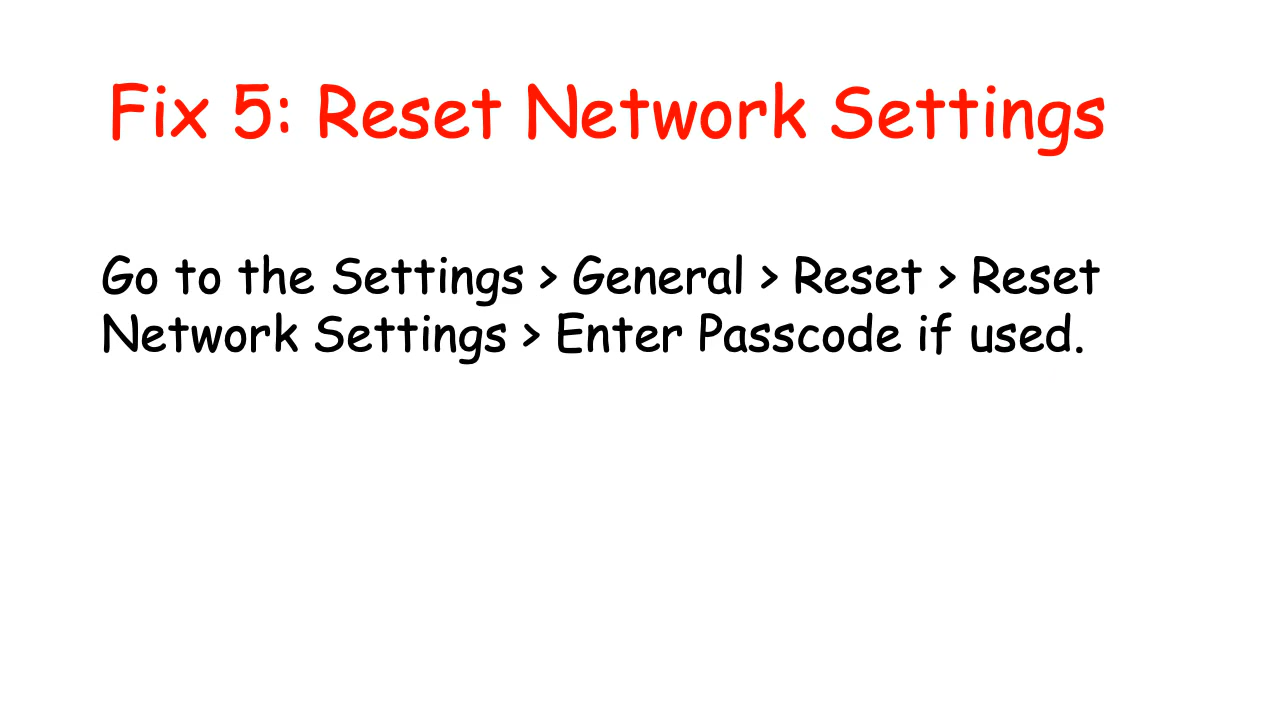 Fix 5: Reset Network Settings
Go to the Settings > General > Reset > Reset
Network Settings > Enter Passcode if used.